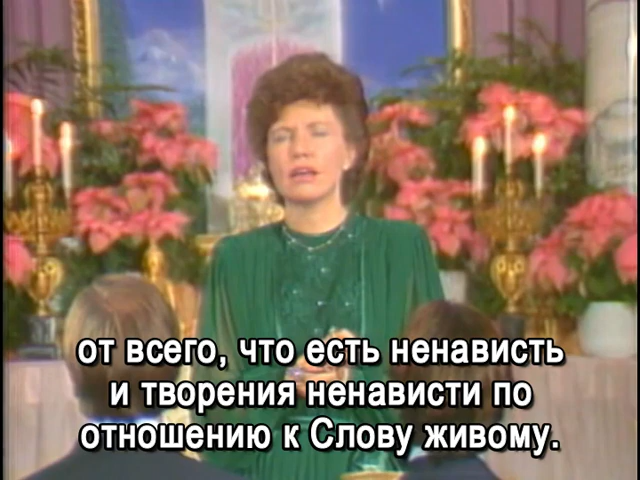 от всего, что есть ненависть
и творения ненависти по
отношению к Слову живому.